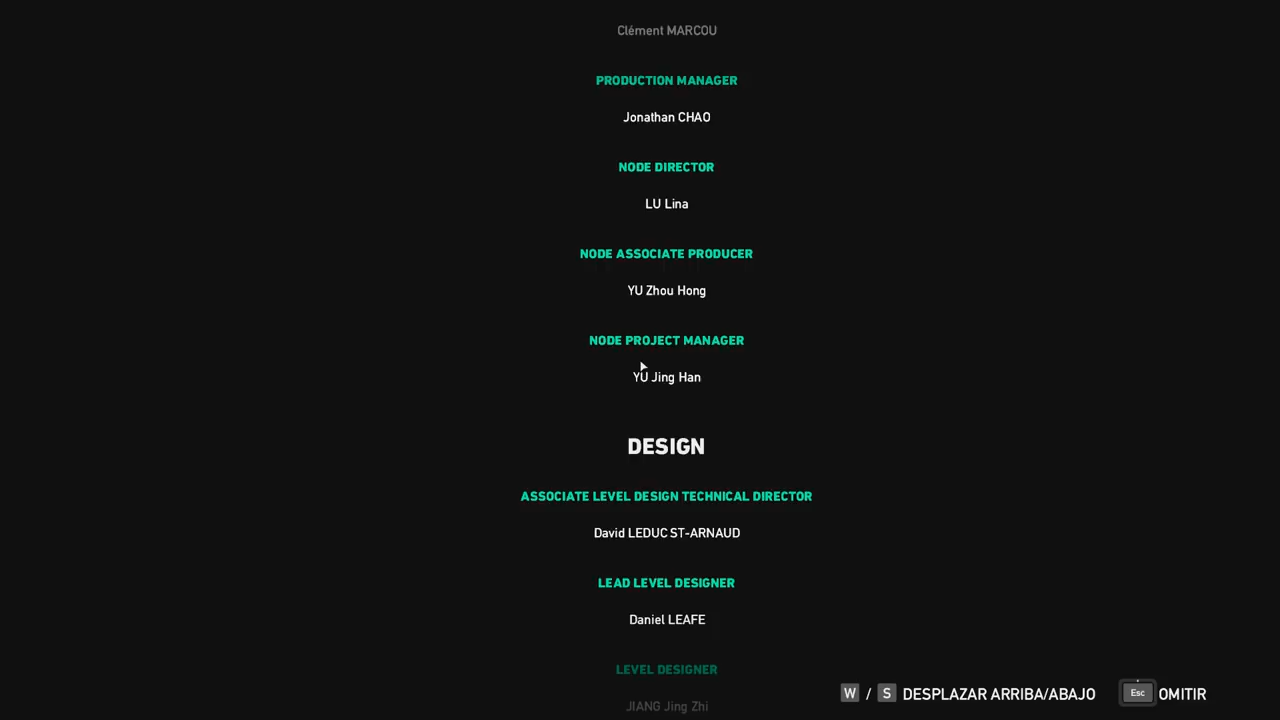 Clément MARCOU
PRODUCTION MANAGER
Jonathan CHAO
NODE DIRECTOR
LU Lina
NODE ASSOCIATE PRODUCER
YU Zhou Hong
NODE PROJECT MANAGER
YU Jing Han
DESIGN
ASSOCIATE LEVEL DESIGN TECHNICAL DIRECTOR
David LEDUC ST-ARNAUD
LEAD LEVEL DESIGNER
Daniel LEAFE
LEVEL DESIGNER
JIANG Jing Zhi
W / S DESPLAZAR ARRIBA/ABAJO Esc OMITIR